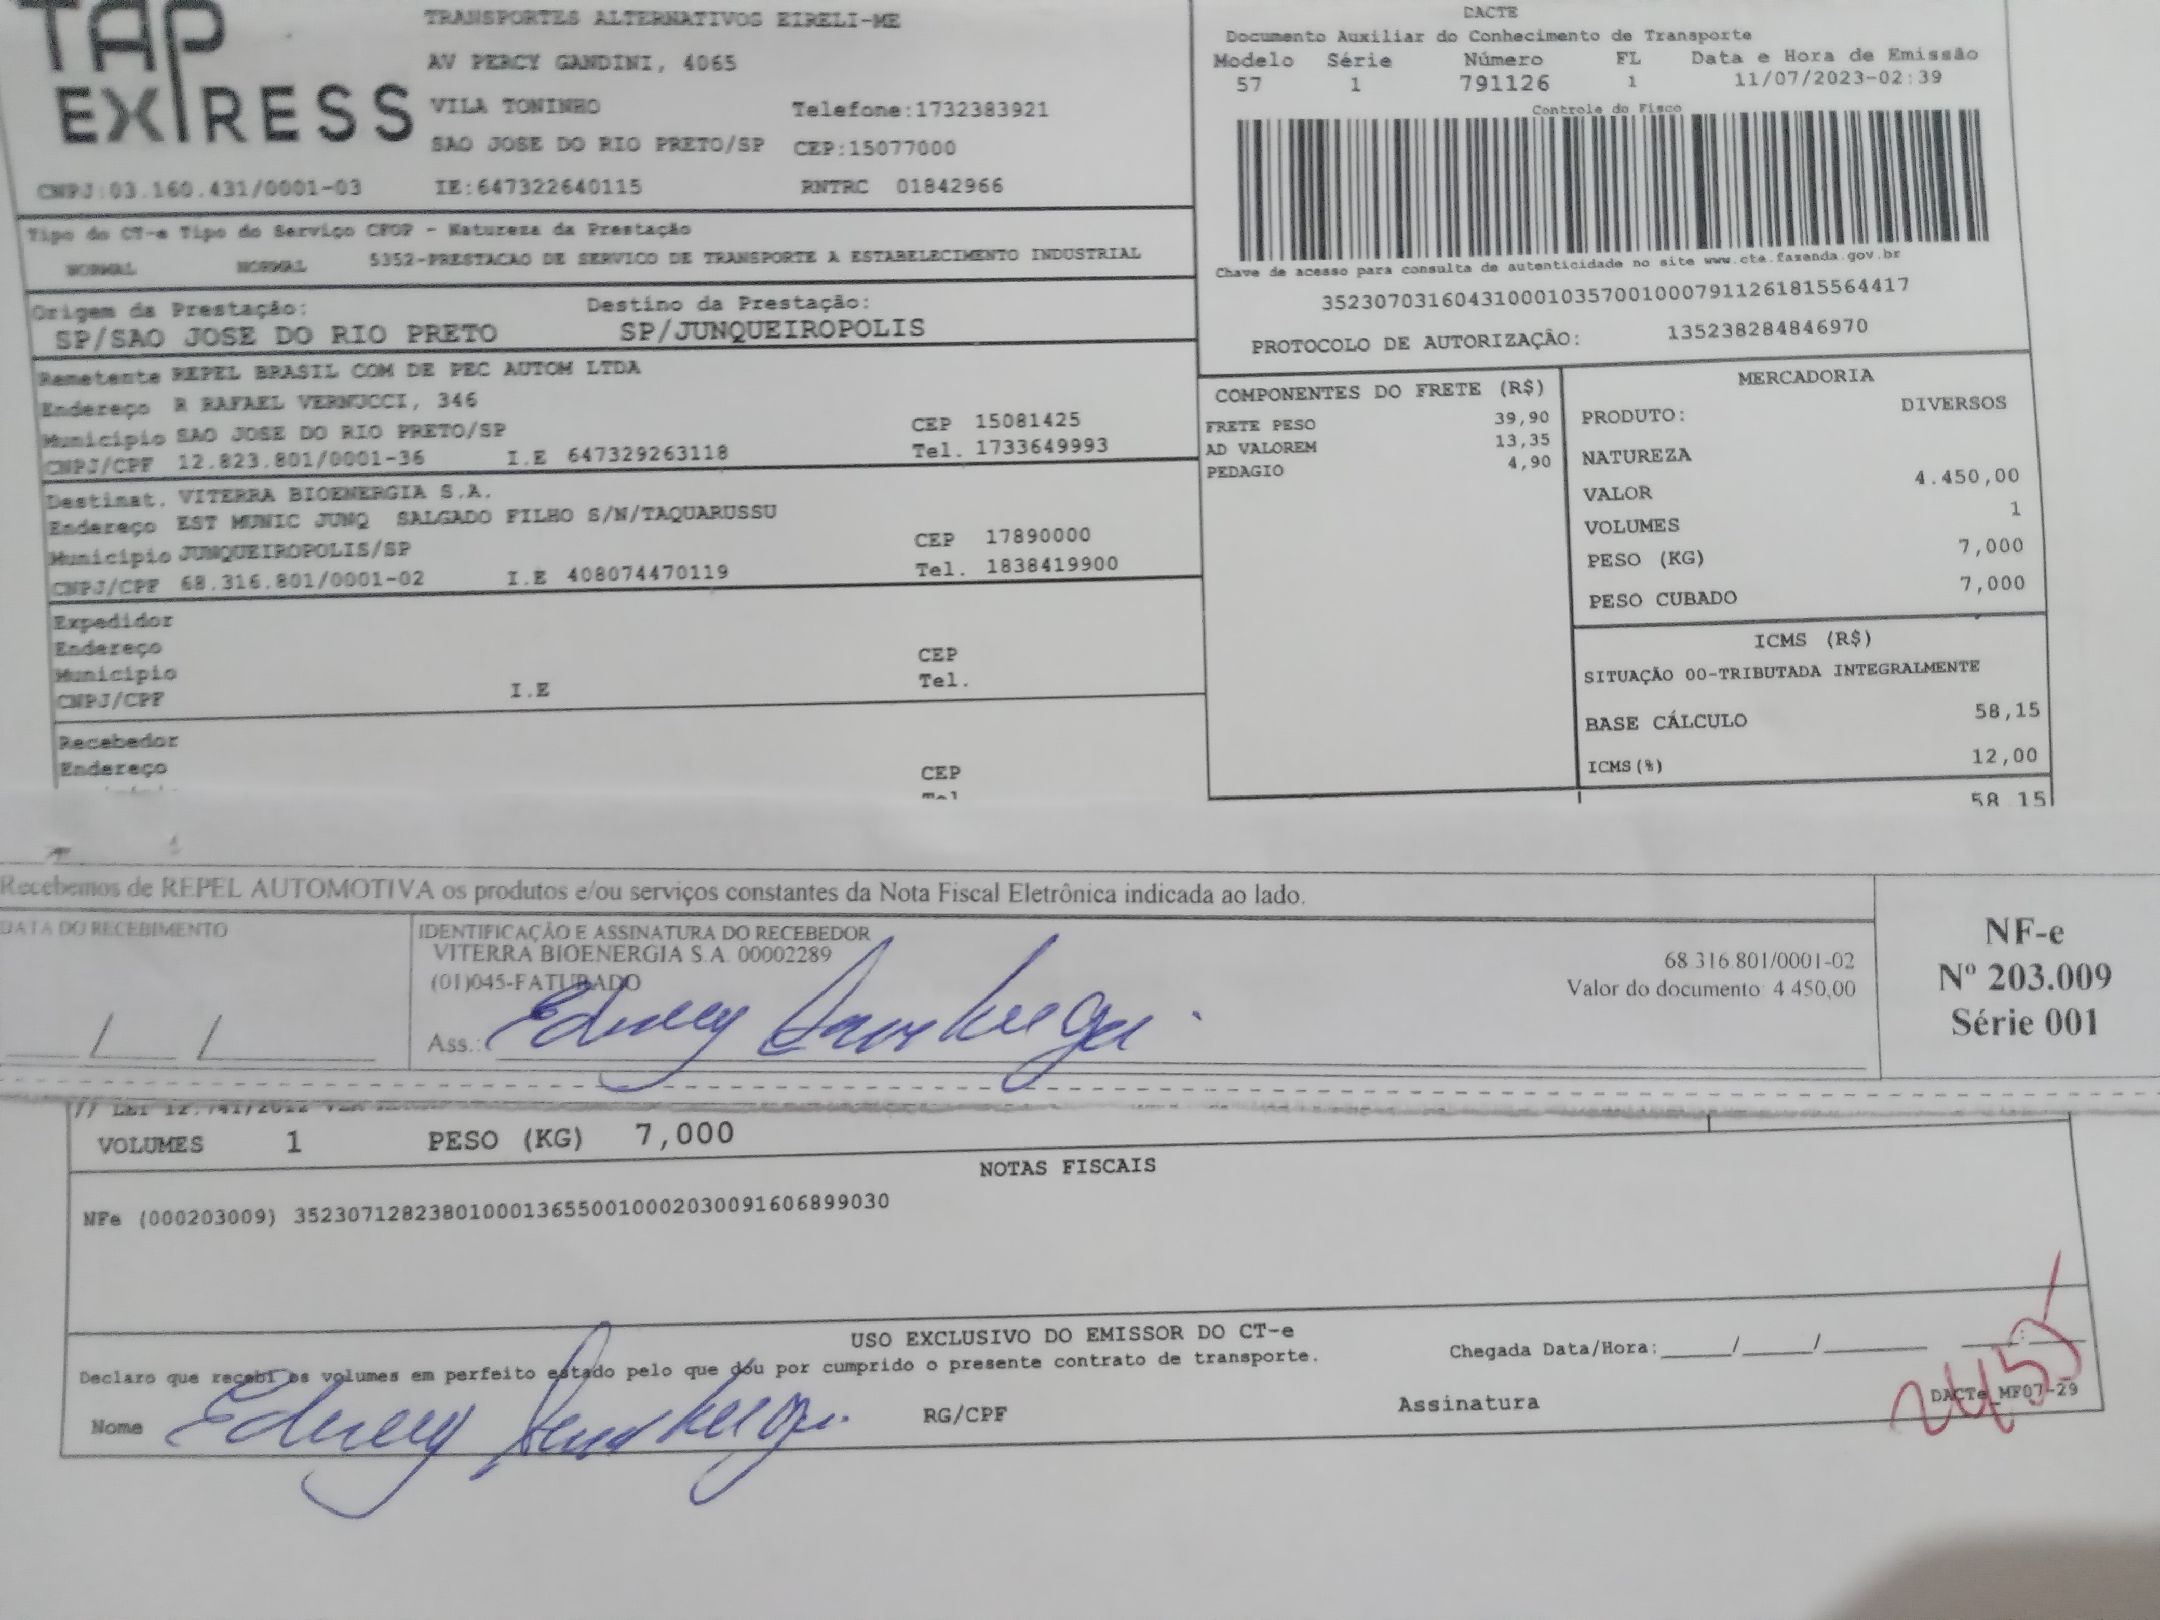 TAP EXPRESS
TRANSPORTES ALTERNATIVOS EIRELI-ME
AV PERCY GANDINI, 4065
VILA TONINHO Telefone:1732383921
SAO JOSE DO RIO PRETO/SP CEP:15077000
CNPJ:03.160.431/0001-03 IE:647322640115 RNTRC 01842966
DACTE
Documento Auxiliar do Conhecimento de Transporte
Modelo Série Número FL Data e Hora de Emissão
57 1 791126 1 11/07/2023-02:39
Controle do Fisco
Chave de acesso para consulta de autenticidade no site www.cte.fazenda.gov.br
35230703160431000103570010007911261815564417
PROTOCOLO DE AUTORIZAÇÃO: 135238284846970
Tipo do CT-e Tipo do Serviço CFOP - Natureza da Prestação
NORMAL NORMAL 5352-PRESTACAO DE SERVICO DE TRANSPORTE A ESTABELECIMENTO INDUSTRIAL
Origem da Prestação: Destino da Prestação:
SP/SAO JOSE DO RIO PRETO SP/JUNQUEIROPOLIS
Remetente REPEL BRASIL COM DE PEC AUTOM LTDA
Endereço R RAFAEL VERNUCCI, 346
Município SAO JOSE DO RIO PRETO/SP CEP 15081425
CNPJ/CPF 12.823.801/0001-36 I.E 647329263118 Tel. 1733649993
Destinat. VITERRA BIOENERGIA S.A.
Endereço EST MUNIC JUNQ SALGADO FILHO S/N/TAQUARUSSU
Município JUNQUEIROPOLIS/SP CEP 17890000
CNPJ/CPF 68.316.801/0001-02 I.E 408074470119 Tel. 1838419900
Expedidor
Endereço
Município CEP
CNPJ/CPF I.E Tel.
Recebedor
Endereço CEP
COMPONENTES DO FRETE (R$)
FRETE PESO 39,90
AD VALOREM 13,35
PEDAGIO 4,90
MERCADORIA
PRODUTO: DIVERSOS
NATUREZA
VALOR 4.450,00
VOLUMES 1
PESO (KG) 7,000
PESO CUBADO 7,000
ICMS (R$)
SITUAÇÃO 00-TRIBUTADA INTEGRALMENTE
BASE CÁLCULO 58,15
ICMS(%) 12,00
58,15
Recebemos de REPEL AUTOMOTIVA os produtos e/ou serviços constantes da Nota Fiscal Eletrônica indicada ao lado.
DATA DO RECEBIMENTO
IDENTIFICAÇÃO E ASSINATURA DO RECEBEDOR
VITERRA BIOENERGIA S.A. 00002289 68.316.801/0001-02
(01)045-FATURADO Valor do documento: 4.450,00
Ass.: Edney
NF-e
Nº 203.009
Série 001
VOLUMES 1 PESO (KG) 7,000
NOTAS FISCAIS
NFe (000203009) 35230712823801000136550010002030091606899030
USO EXCLUSIVO DO EMISSOR DO CT-e
Declaro que recebi os volumes em perfeito estado pelo que dou por cumprido o presente contrato de transporte.
Chegada Data/Hora:____/____/______ __:__
Nome Edney RG/CPF Assinatura DACTe_MF07-29